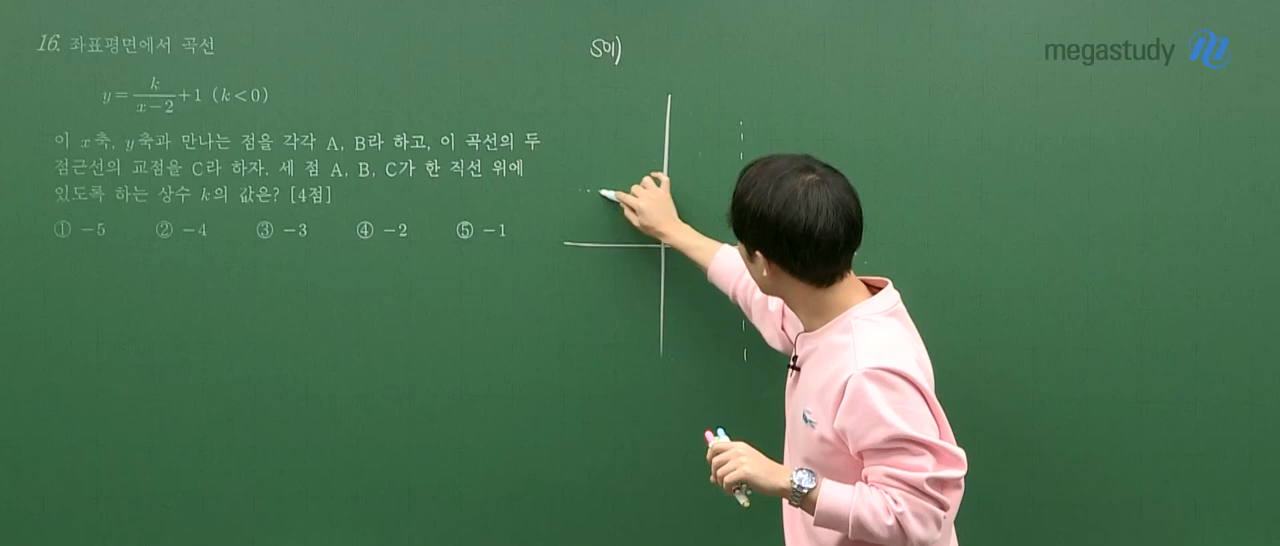 16. 좌표평면에서 곡선
y = k/(x-2) + 1 (k<0)
이 x축, y축과 만나는 점을 각각 A, B라 하고, 이 곡선의 두
점근선의 교점을 C라 하자. 세 점 A, B, C가 한 직선 위에
있도록 하는 상수 k의 값은? [4점]
① -5 ② -4 ③ -3 ④ -2 ⑤ -1
megastudy